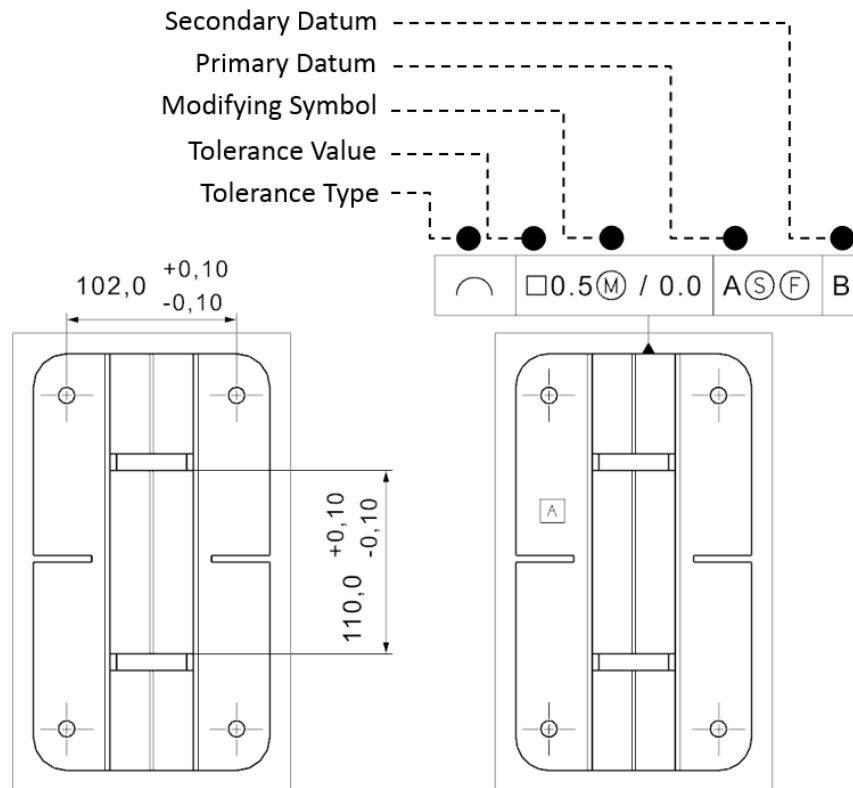 Secondary Datum
Primary Datum
Modifying Symbol
Tolerance Value
Tolerance Type
102,0 +0,10 -0,10
⌒ □0.5Ⓜ / 0.0 AⓈⒻ B
110,0 +0,10 -0,10
A